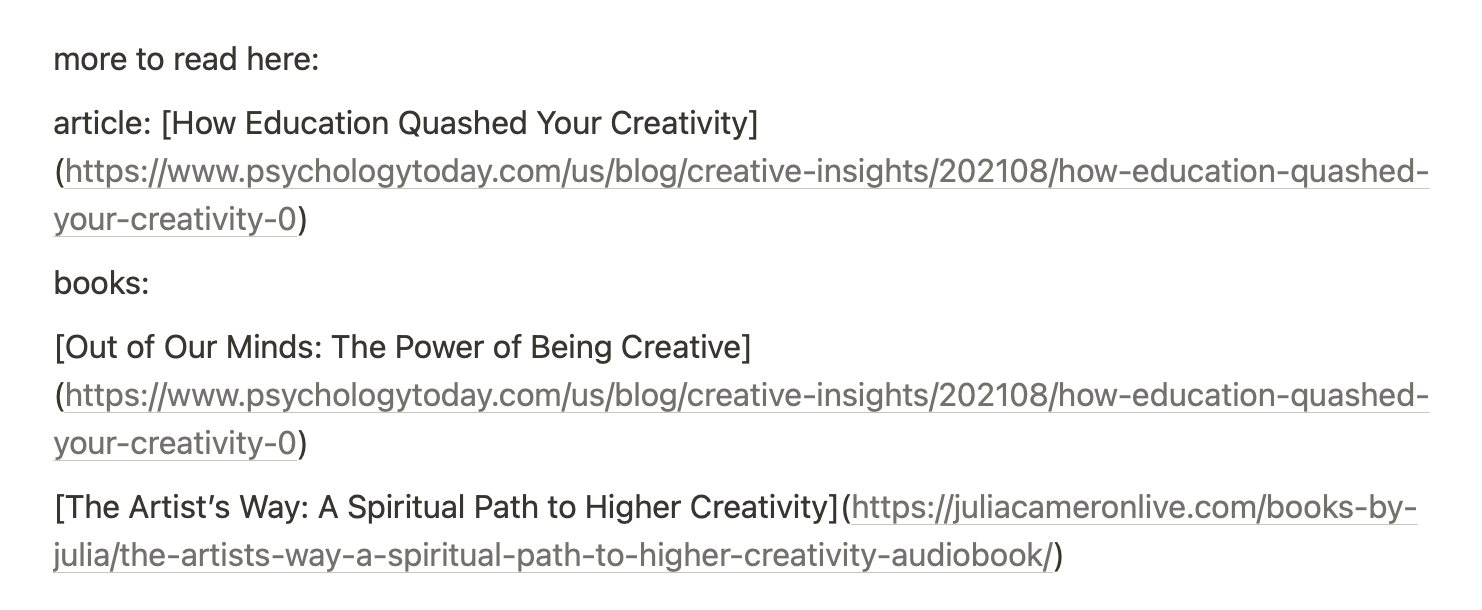 more to read here:
article: [How Education Quashed Your Creativity]
(https://www.psychologytoday.com/us/blog/creative-insights/202108/how-education-quashed-
your-creativity-0)
books:
[Out of Our Minds: The Power of Being Creative]
(https://www.psychologytoday.com/us/blog/creative-insights/202108/how-education-quashed-
your-creativity-0)
[The Artist’s Way: A Spiritual Path to Higher Creativity](https://juliacameronlive.com/books-by-
julia/the-artists-way-a-spiritual-path-to-higher-creativity-audiobook/)